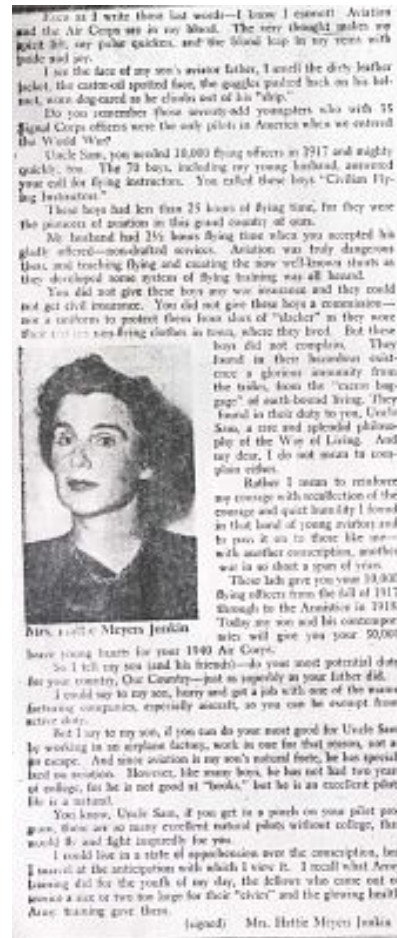 Even as I write these last words—I know I cannot! Aviation
and the Air Corps are in my blood. The very thought makes my
spirit lift, my pulse quicken, and the blood leap in my veins with
pride and joy.
I see the face of my son's aviator father, I smell the dirty leather
jacket, the castor-oil spotted face, the goggles pushed back on his hel-
met, worn dog-eared as he climbs out of his "ship."
Do you remember those seventy-odd youngsters who with 35
Signal Corps officers were the only pilots in America when we entered
the World War?
Uncle Sam, you needed 10,000 flying officers in 1917 and mighty
quickly, too. The 70 boys, including my young husband, answered
your call for flying instructors. You called these boys "Civilian Fly-
ing Instructors."
These boys had less than 25 hours of flying time, for they were
the pioneers of aviation in this grand country of ours.
My husband had 2½ hours flying time when you accepted his
gladly offered—non-drafted services. Aviation was truly dangerous
then, and teaching flying and creating the now well-known stunts as
they developed some system of flying training was all hazard.
You did not give these boys any war insurance and they could
not get civil insurance. You did not give these boys a commission—
nor a uniform to protect them from slurs of "slacker" as they wore
their non-flying clothes in town, where they lived. But these
boys did not complain. They
found in their hazardous exist-
ence a glorious immunity from
the tasks, from the "excess bag-
gage" of earth-bound living. They
found in their duty to you, Uncle
Sam, a rare and splendid philoso-
phy of the Way of Living. And
my dear, I do not mean to com-
plain either.
Rather I mean to reinforce
my courage with recollection of the
courage and quiet humility I found
in that band of young aviators and
to pass it on to those like me—
with another conscription, another
war in so short a span of years.
Those lads gave you your 10,000
flying officers from the fall of 1917
through to the Armistice in 1918.
Today my son and his contempor-
aries will give you your 50,000
brave young hearts for your 1940 Air Corps.
So I tell my son (and his friends)—do your most potential duty
for your country, Our Country—just as superbly as your father did.
I could say to my son, hurry and get a job with one of the manu-
facturing companies, especially aircraft, so you can be exempt from
active duty.
But I say to my son, if you can do your most good for Uncle Sam
by working in an airplane factory, work in one for that reason, not as
an escape. And since aviation is my son's natural forte, he has special-
ized on aviation. However, like many boys, he has not had two years
of college, for he is not good at "books," but he is an excellent pilot
He is a natural.
You know, Uncle Sam, if you get in a pinch on your pilot pro-
gram, there are so many excellent natural pilots without college, that
would fly and fight inspiredly for you.
I could live in a state of apprehension over the conscription, but
I marvel at the anticipation with which I view it. I recall what Army
training did for the youth of my day, the fellows who came out of
service a size or two too large for their "civies" and the glowing health
Army training gave them.
(signed) Mrs. Hattie Meyers Junkin
Mrs. Hattie Meyers Junkin